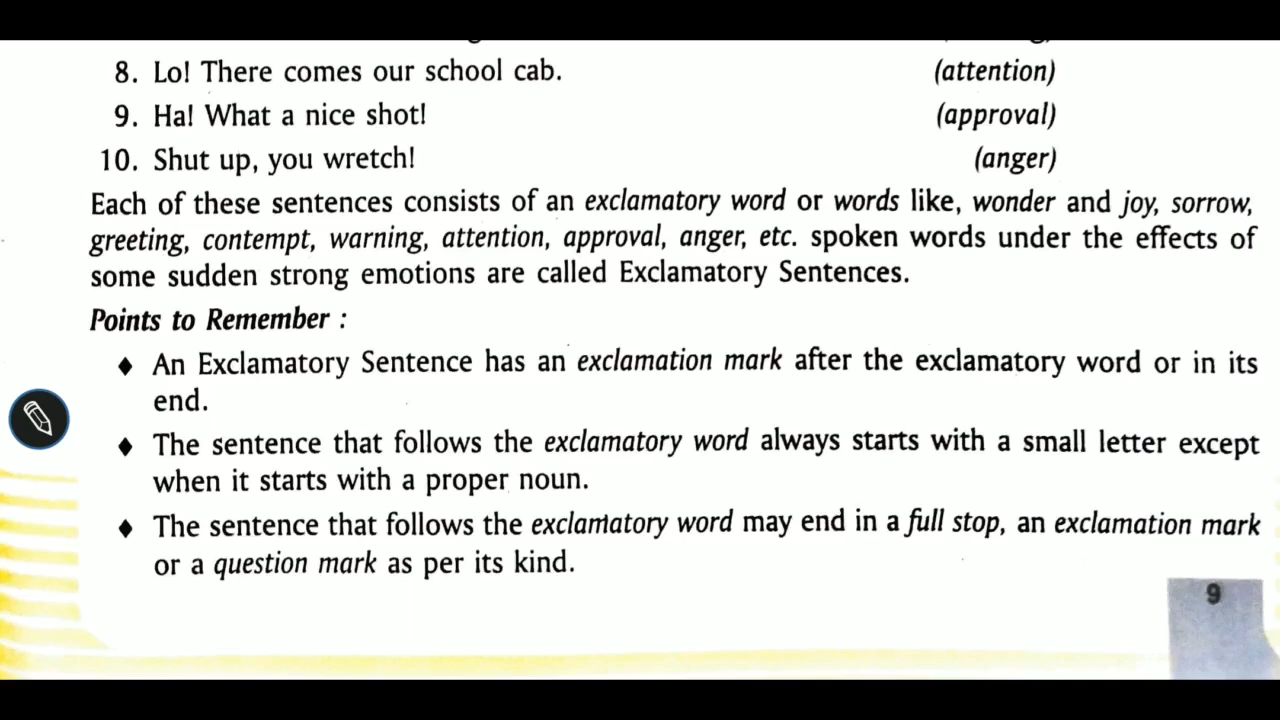 8. Lo! There comes our school cab. (attention)
9. Ha! What a nice shot! (approval)
10. Shut up, you wretch! (anger)
Each of these sentences consists of an exclamatory word or words like, wonder and joy, sorrow,
greeting, contempt, warning, attention, approval, anger, etc. spoken words under the effects of
some sudden strong emotions are called Exclamatory Sentences.
Points to Remember :
♦ An Exclamatory Sentence has an exclamation mark after the exclamatory word or in its
end.
♦ The sentence that follows the exclamatory word always starts with a small letter except
when it starts with a proper noun.
♦ The sentence that follows the exclamatory word may end in a full stop, an exclamation mark
or a question mark as per its kind.
9